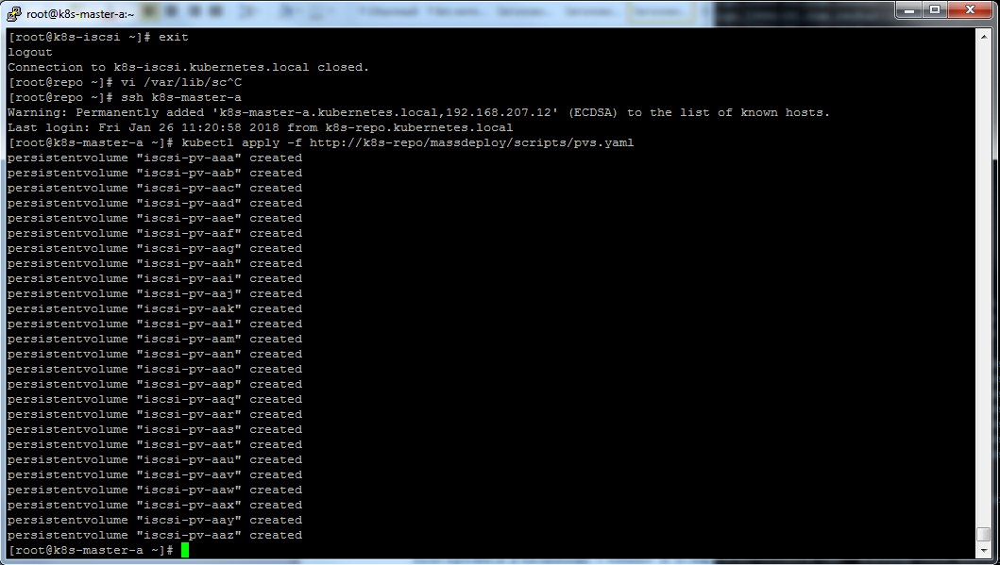 root@k8s-master-a:~
[root@k8s-iscsi ~]# exit
logout
Connection to k8s-iscsi.kubernetes.local closed.
[root@repo ~]# vi /var/lib/sc^C
[root@repo ~]# ssh k8s-master-a
Warning: Permanently added 'k8s-master-a.kubernetes.local,192.168.207.12' (ECDSA) to the list of known hosts.
Last login: Fri Jan 26 11:20:58 2018 from k8s-repo.kubernetes.local
[root@k8s-master-a ~]# kubectl apply -f http://k8s-repo/massdeploy/scripts/pvs.yaml
persistentvolume "iscsi-pv-aaa" created
persistentvolume "iscsi-pv-aab" created
persistentvolume "iscsi-pv-aac" created
persistentvolume "iscsi-pv-aad" created
persistentvolume "iscsi-pv-aae" created
persistentvolume "iscsi-pv-aaf" created
persistentvolume "iscsi-pv-aag" created
persistentvolume "iscsi-pv-aah" created
persistentvolume "iscsi-pv-aai" created
persistentvolume "iscsi-pv-aaj" created
persistentvolume "iscsi-pv-aak" created
persistentvolume "iscsi-pv-aal" created
persistentvolume "iscsi-pv-aam" created
persistentvolume "iscsi-pv-aan" created
persistentvolume "iscsi-pv-aao" created
persistentvolume "iscsi-pv-aap" created
persistentvolume "iscsi-pv-aaq" created
persistentvolume "iscsi-pv-aar" created
persistentvolume "iscsi-pv-aas" created
persistentvolume "iscsi-pv-aat" created
persistentvolume "iscsi-pv-aau" created
persistentvolume "iscsi-pv-aav" created
persistentvolume "iscsi-pv-aaw" created
persistentvolume "iscsi-pv-aax" created
persistentvolume "iscsi-pv-aay" created
persistentvolume "iscsi-pv-aaz" created
[root@k8s-master-a ~]#